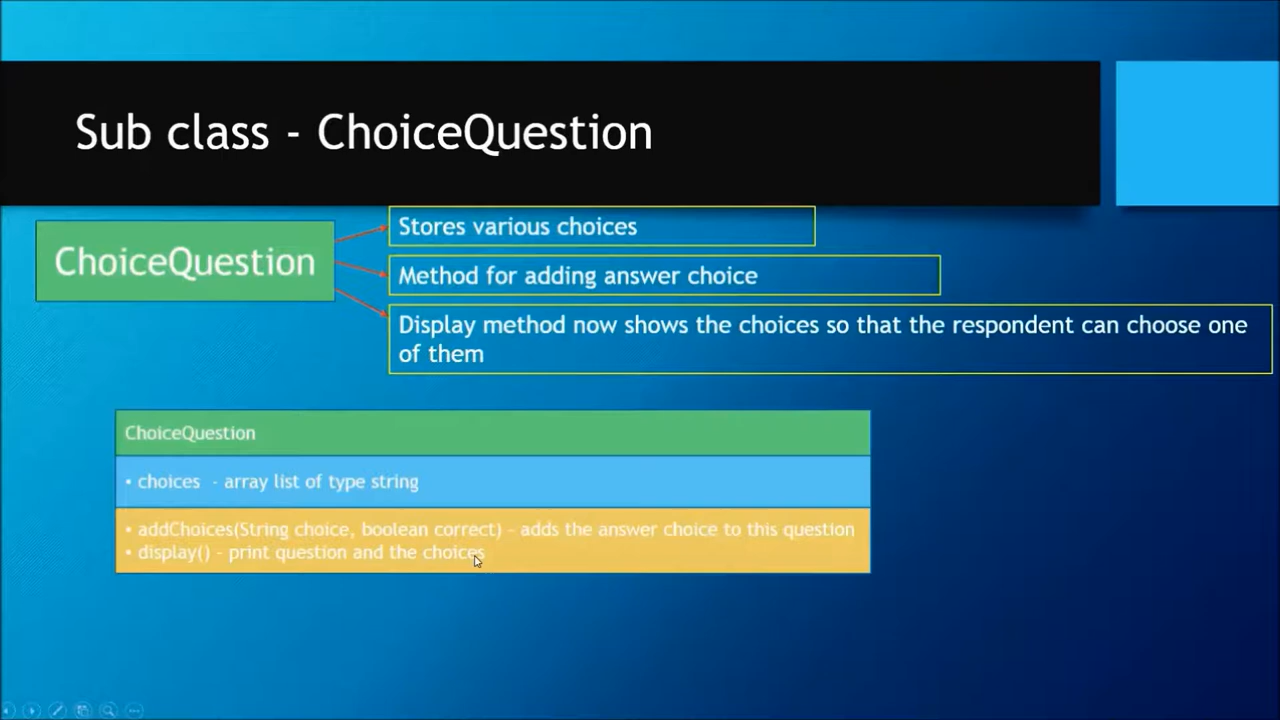 Sub class - ChoiceQuestion
ChoiceQuestion
Stores various choices
Method for adding answer choice
Display method now shows the choices so that the respondent can choose one
of them
ChoiceQuestion
• choices - array list of type string
• addChoices(String choice, boolean correct) - adds the answer choice to this question
• display() - print question and the choices